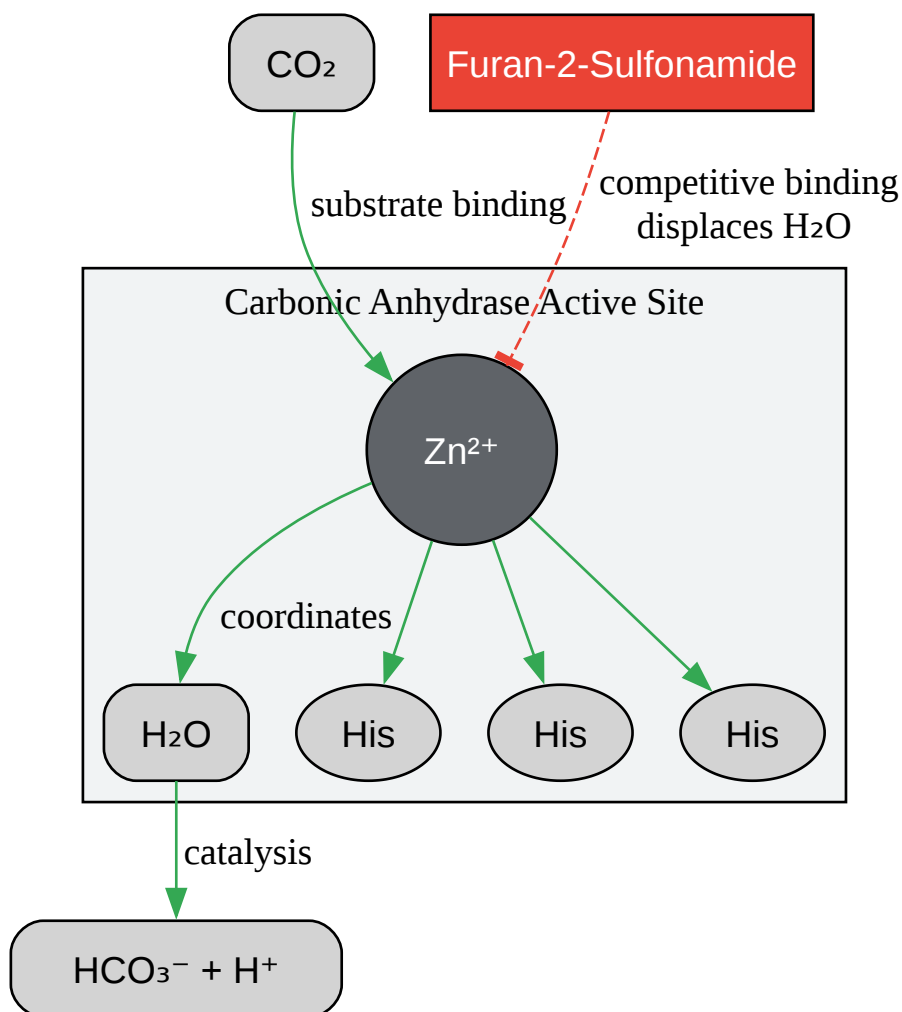 CO₂
Furan-2-Sulfonamide
substrate binding
competitive binding
displaces H₂O
Carbonic Anhydrase Active Site
Zn²⁺
coordinates
H₂O
His
His
His
catalysis
HCO₃⁻ + H⁺